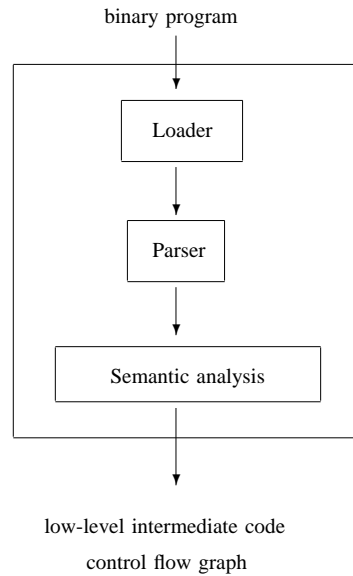 binary program
Loader
Parser
Semantic analysis
low-level intermediate code
control flow graph